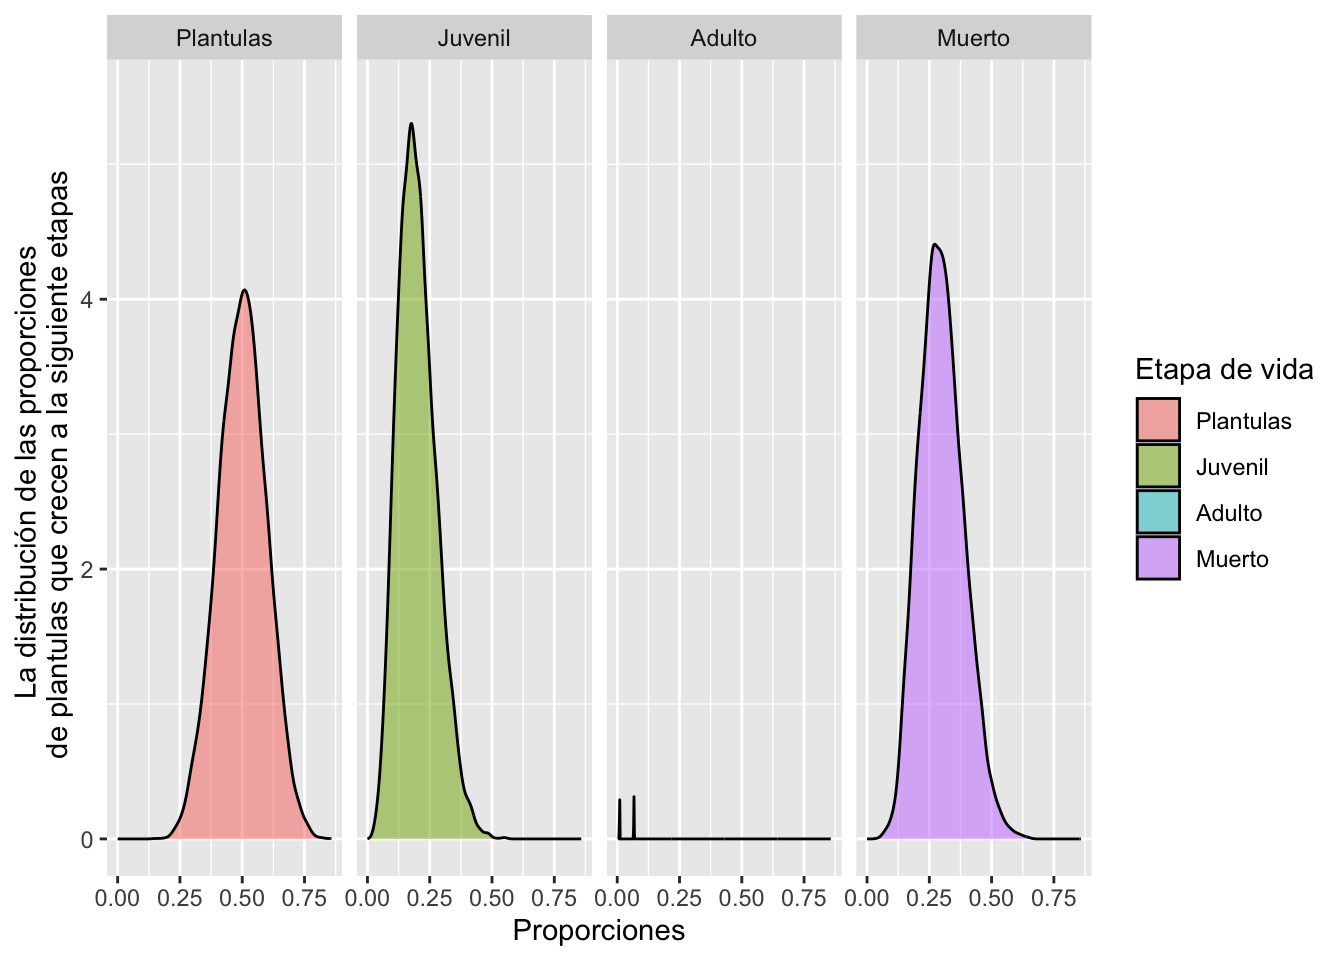 Plantulas
Juvenil
Adulto
Muerto
La distribución de las proporciones
de plantulas que crecen a la siguiente etapas
4
2
0
0.00 0.25 0.50 0.75
0.00 0.25 0.50 0.75
0.00 0.25 0.50 0.75
0.00 0.25 0.50 0.75
Proporciones
Etapa de vida
Plantulas
Juvenil
Adulto
Muerto